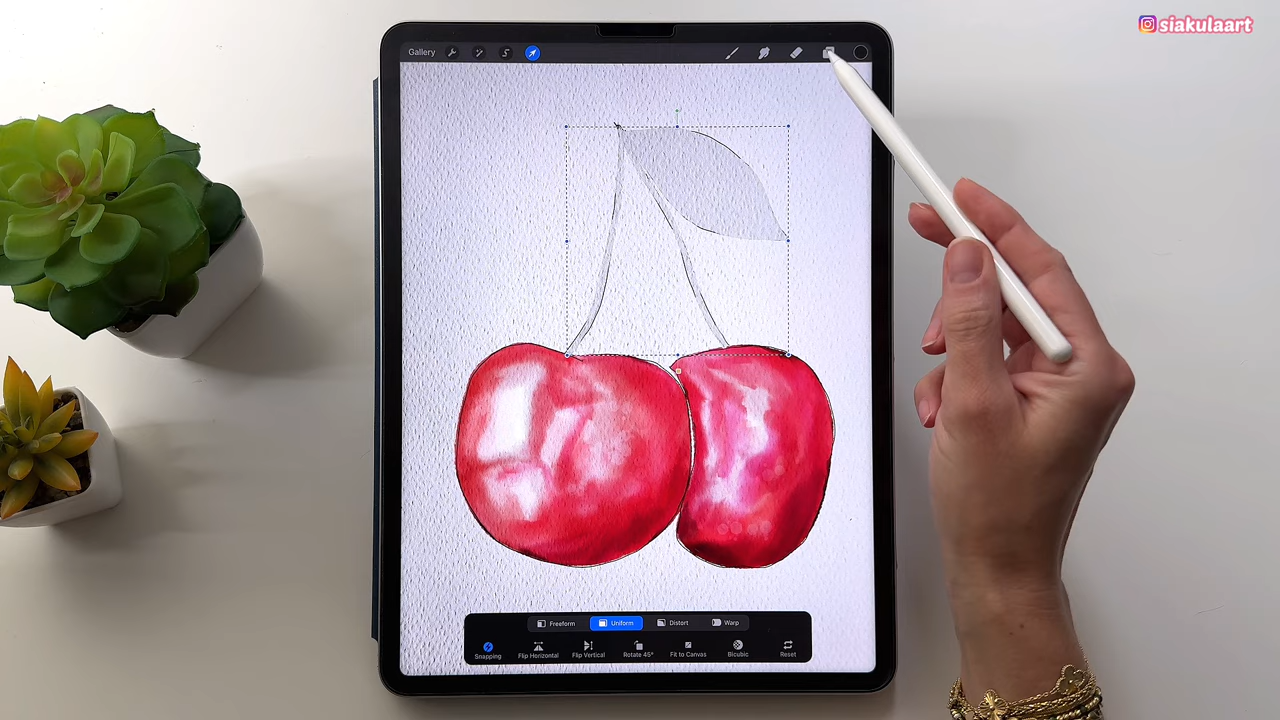 siakulaart
Gallery
Freeform
Uniform
Distort
Warp
Snapping
Flip Horizontal
Flip Vertical
Rotate 45°
Fit to Canvas
Bicubic
Reset